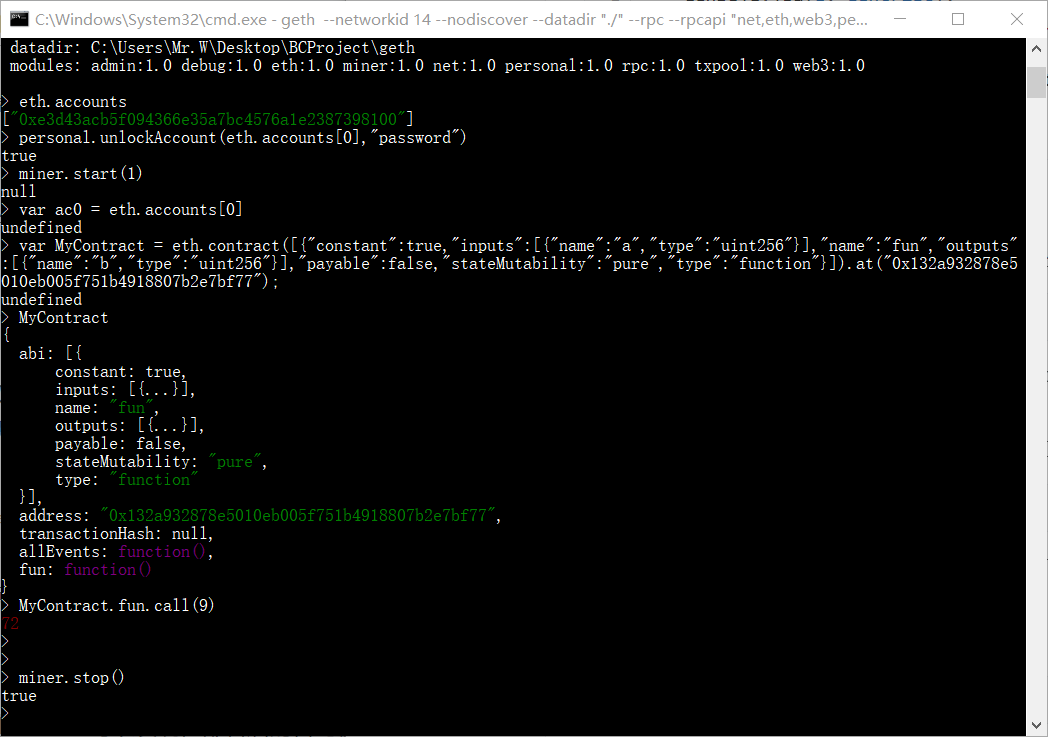 C:\Windows\System32\cmd.exe - geth  --networkid 14 --nodiscover --datadir "./" --rpc --rpcapi "net,eth,web3,pe...
datadir: C:\Users\Mr.W\Desktop\BCProject\geth
modules: admin:1.0 debug:1.0 eth:1.0 miner:1.0 net:1.0 personal:1.0 rpc:1.0 txpool:1.0 web3:1.0
> eth.accounts
["0xe3d43acb5f094366e35a7bc4576a1e2387398100"]
> personal.unlockAccount(eth.accounts[0],"password")
true
> miner.start(1)
null
> var ac0 = eth.accounts[0]
undefined
> var MyContract = eth.contract([{"constant":true,"inputs":[{"name":"a","type":"uint256"}],"name":"fun","outputs"
:[{"name":"b","type":"uint256"}],"payable":false,"stateMutability":"pure","type":"function"}]).at("0x132a932878e5
010eb005f751b4918807b2e7bf77");
undefined
> MyContract
{
  abi: [{
      constant: true,
      inputs: [{...}],
      name: "fun",
      outputs: [{...}],
      payable: false,
      stateMutability: "pure",
      type: "function"
  }],
  address: "0x132a932878e5010eb005f751b4918807b2e7bf77",
  transactionHash: null,
  allEvents: function(),
  fun: function()
}
> MyContract.fun.call(9)
72
>
>
> miner.stop()
true
>